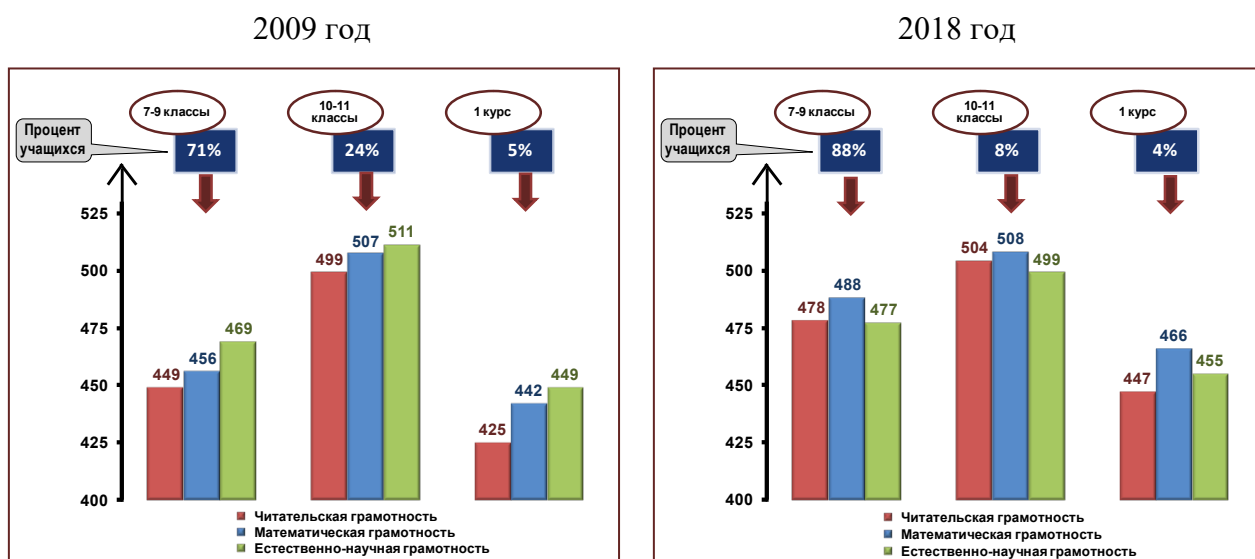 2009 год
7-9 классы
10-11
классы
1 курс
Процент
учащихся
71%
24%
5%
525
500
475
450
425
400
449
456
469
499
507
511
425
442
449
Читательская грамотность
Математическая грамотность
Естественно-научная грамотность
2018 год
7-9 классы
10-11
классы
1 курс
Процент
учащихся
88%
8%
4%
525
500
475
450
425
400
478
488
477
504
508
499
447
466
455
Читательская грамотность
Математическая грамотность
Естественно-научная грамотность